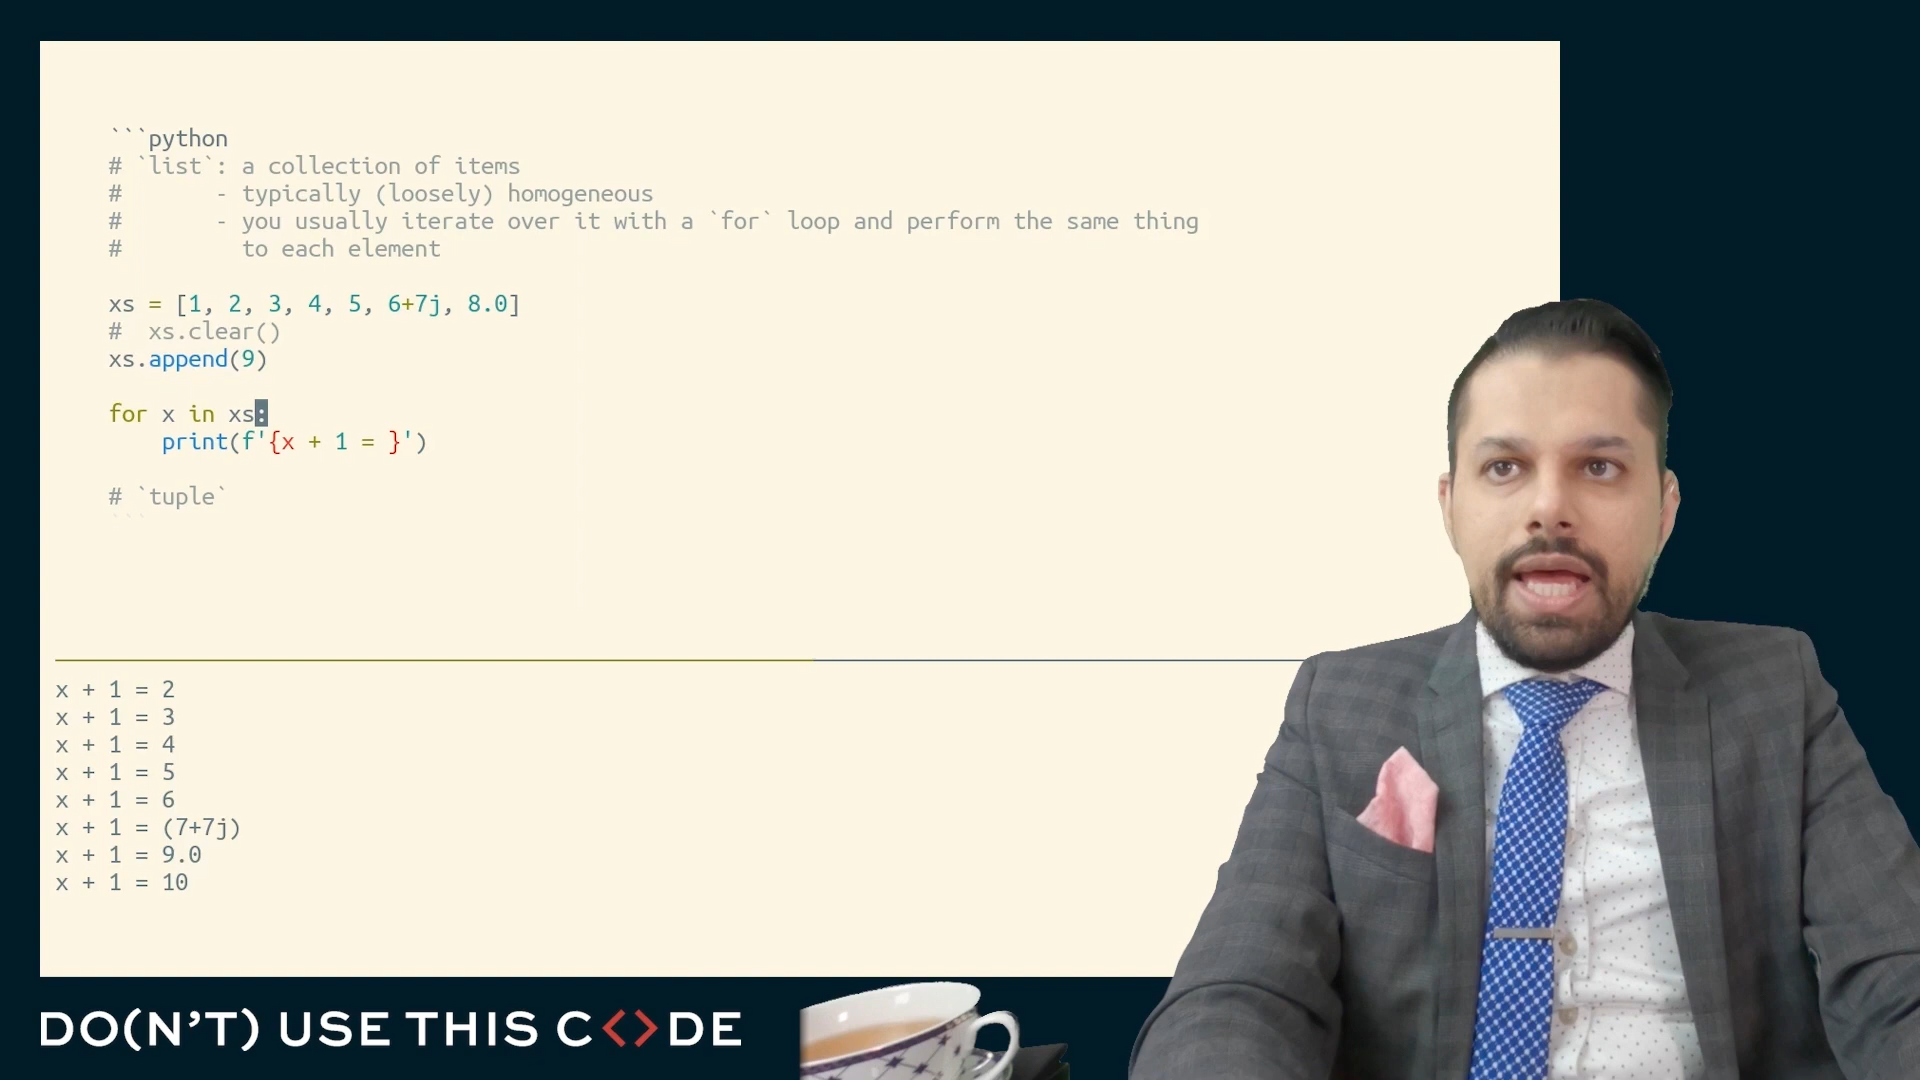 ```python
# `list`: a collection of items
#       - typically (loosely) homogeneous
#       - you usually iterate over it with a `for` loop and perform the same thing
#         to each element
xs = [1, 2, 3, 4, 5, 6+7j, 8.0]
#  xs.clear()
xs.append(9)
for x in xs:
    print(f'{x + 1 = }')
# `tuple`
```
x + 1 = 2
x + 1 = 3
x + 1 = 4
x + 1 = 5
x + 1 = 6
x + 1 = (7+7j)
x + 1 = 9.0
x + 1 = 10
DO(N’T) USE THIS C<>DE